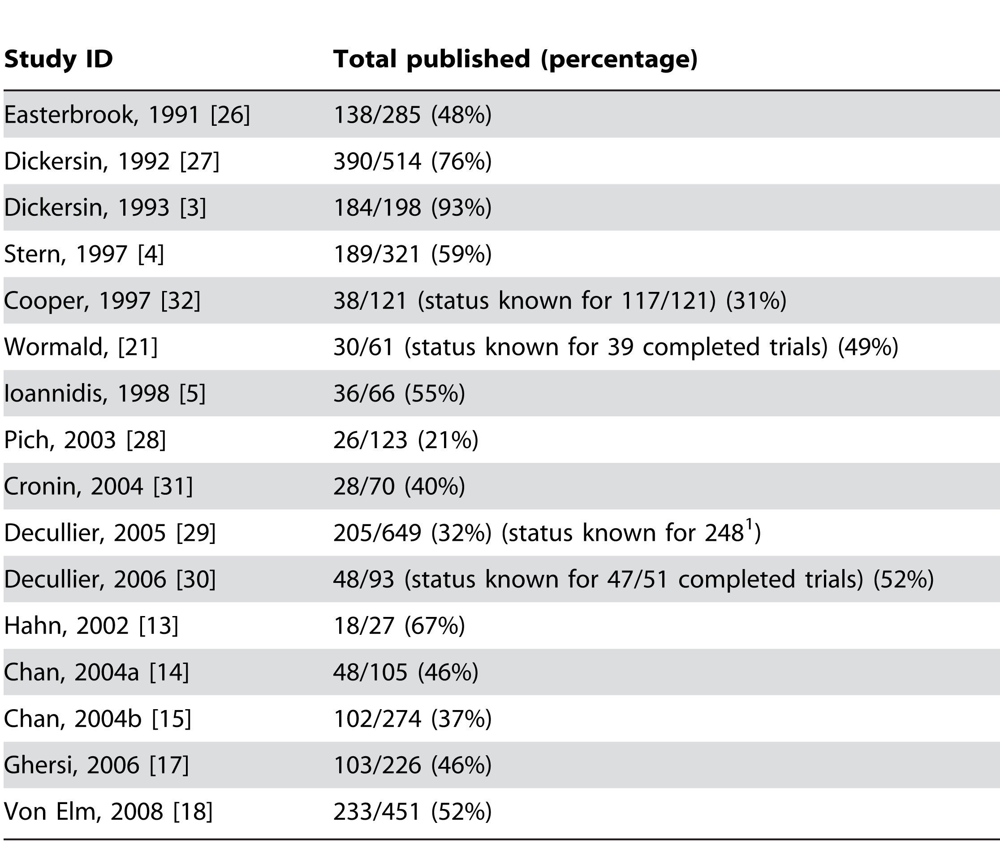 Study ID Total published (percentage)
Easterbrook, 1991 [26] 138/285 (48%)
Dickersin, 1992 [27] 390/514 (76%)
Dickersin, 1993 [3] 184/198 (93%)
Stern, 1997 [4] 189/321 (59%)
Cooper, 1997 [32] 38/121 (status known for 117/121) (31%)
Wormald, [21] 30/61 (status known for 39 completed trials) (49%)
Ioannidis, 1998 [5] 36/66 (55%)
Pich, 2003 [28] 26/123 (21%)
Cronin, 2004 [31] 28/70 (40%)
Decullier, 2005 [29] 205/649 (32%) (status known for 248¹)
Decullier, 2006 [30] 48/93 (status known for 47/51 completed trials) (52%)
Hahn, 2002 [13] 18/27 (67%)
Chan, 2004a [14] 48/105 (46%)
Chan, 2004b [15] 102/274 (37%)
Ghersi, 2006 [17] 103/226 (46%)
Von Elm, 2008 [18] 233/451 (52%)